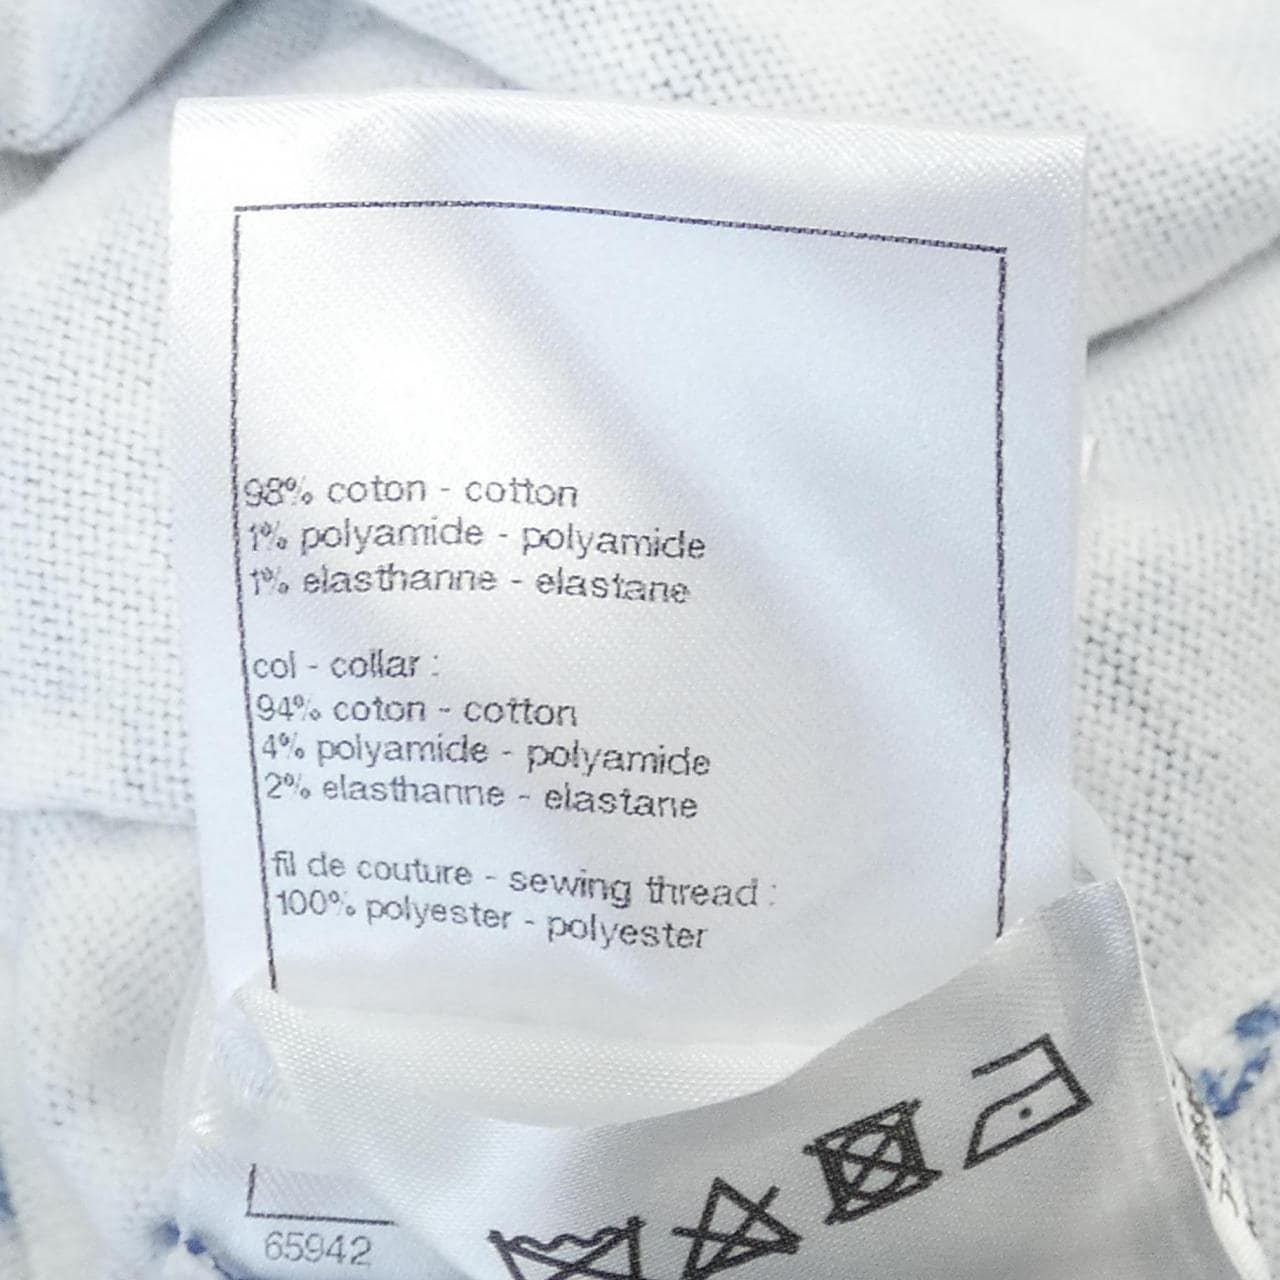 98% coton - cotton
1% polyamide - polyamide
1% elasthanne - elastane
col - collar :
94% coton - cotton
4% polyamide - polyamide
2% elasthanne - elastane
fil de couture - sewing thread :
100% polyester - polyester
65942